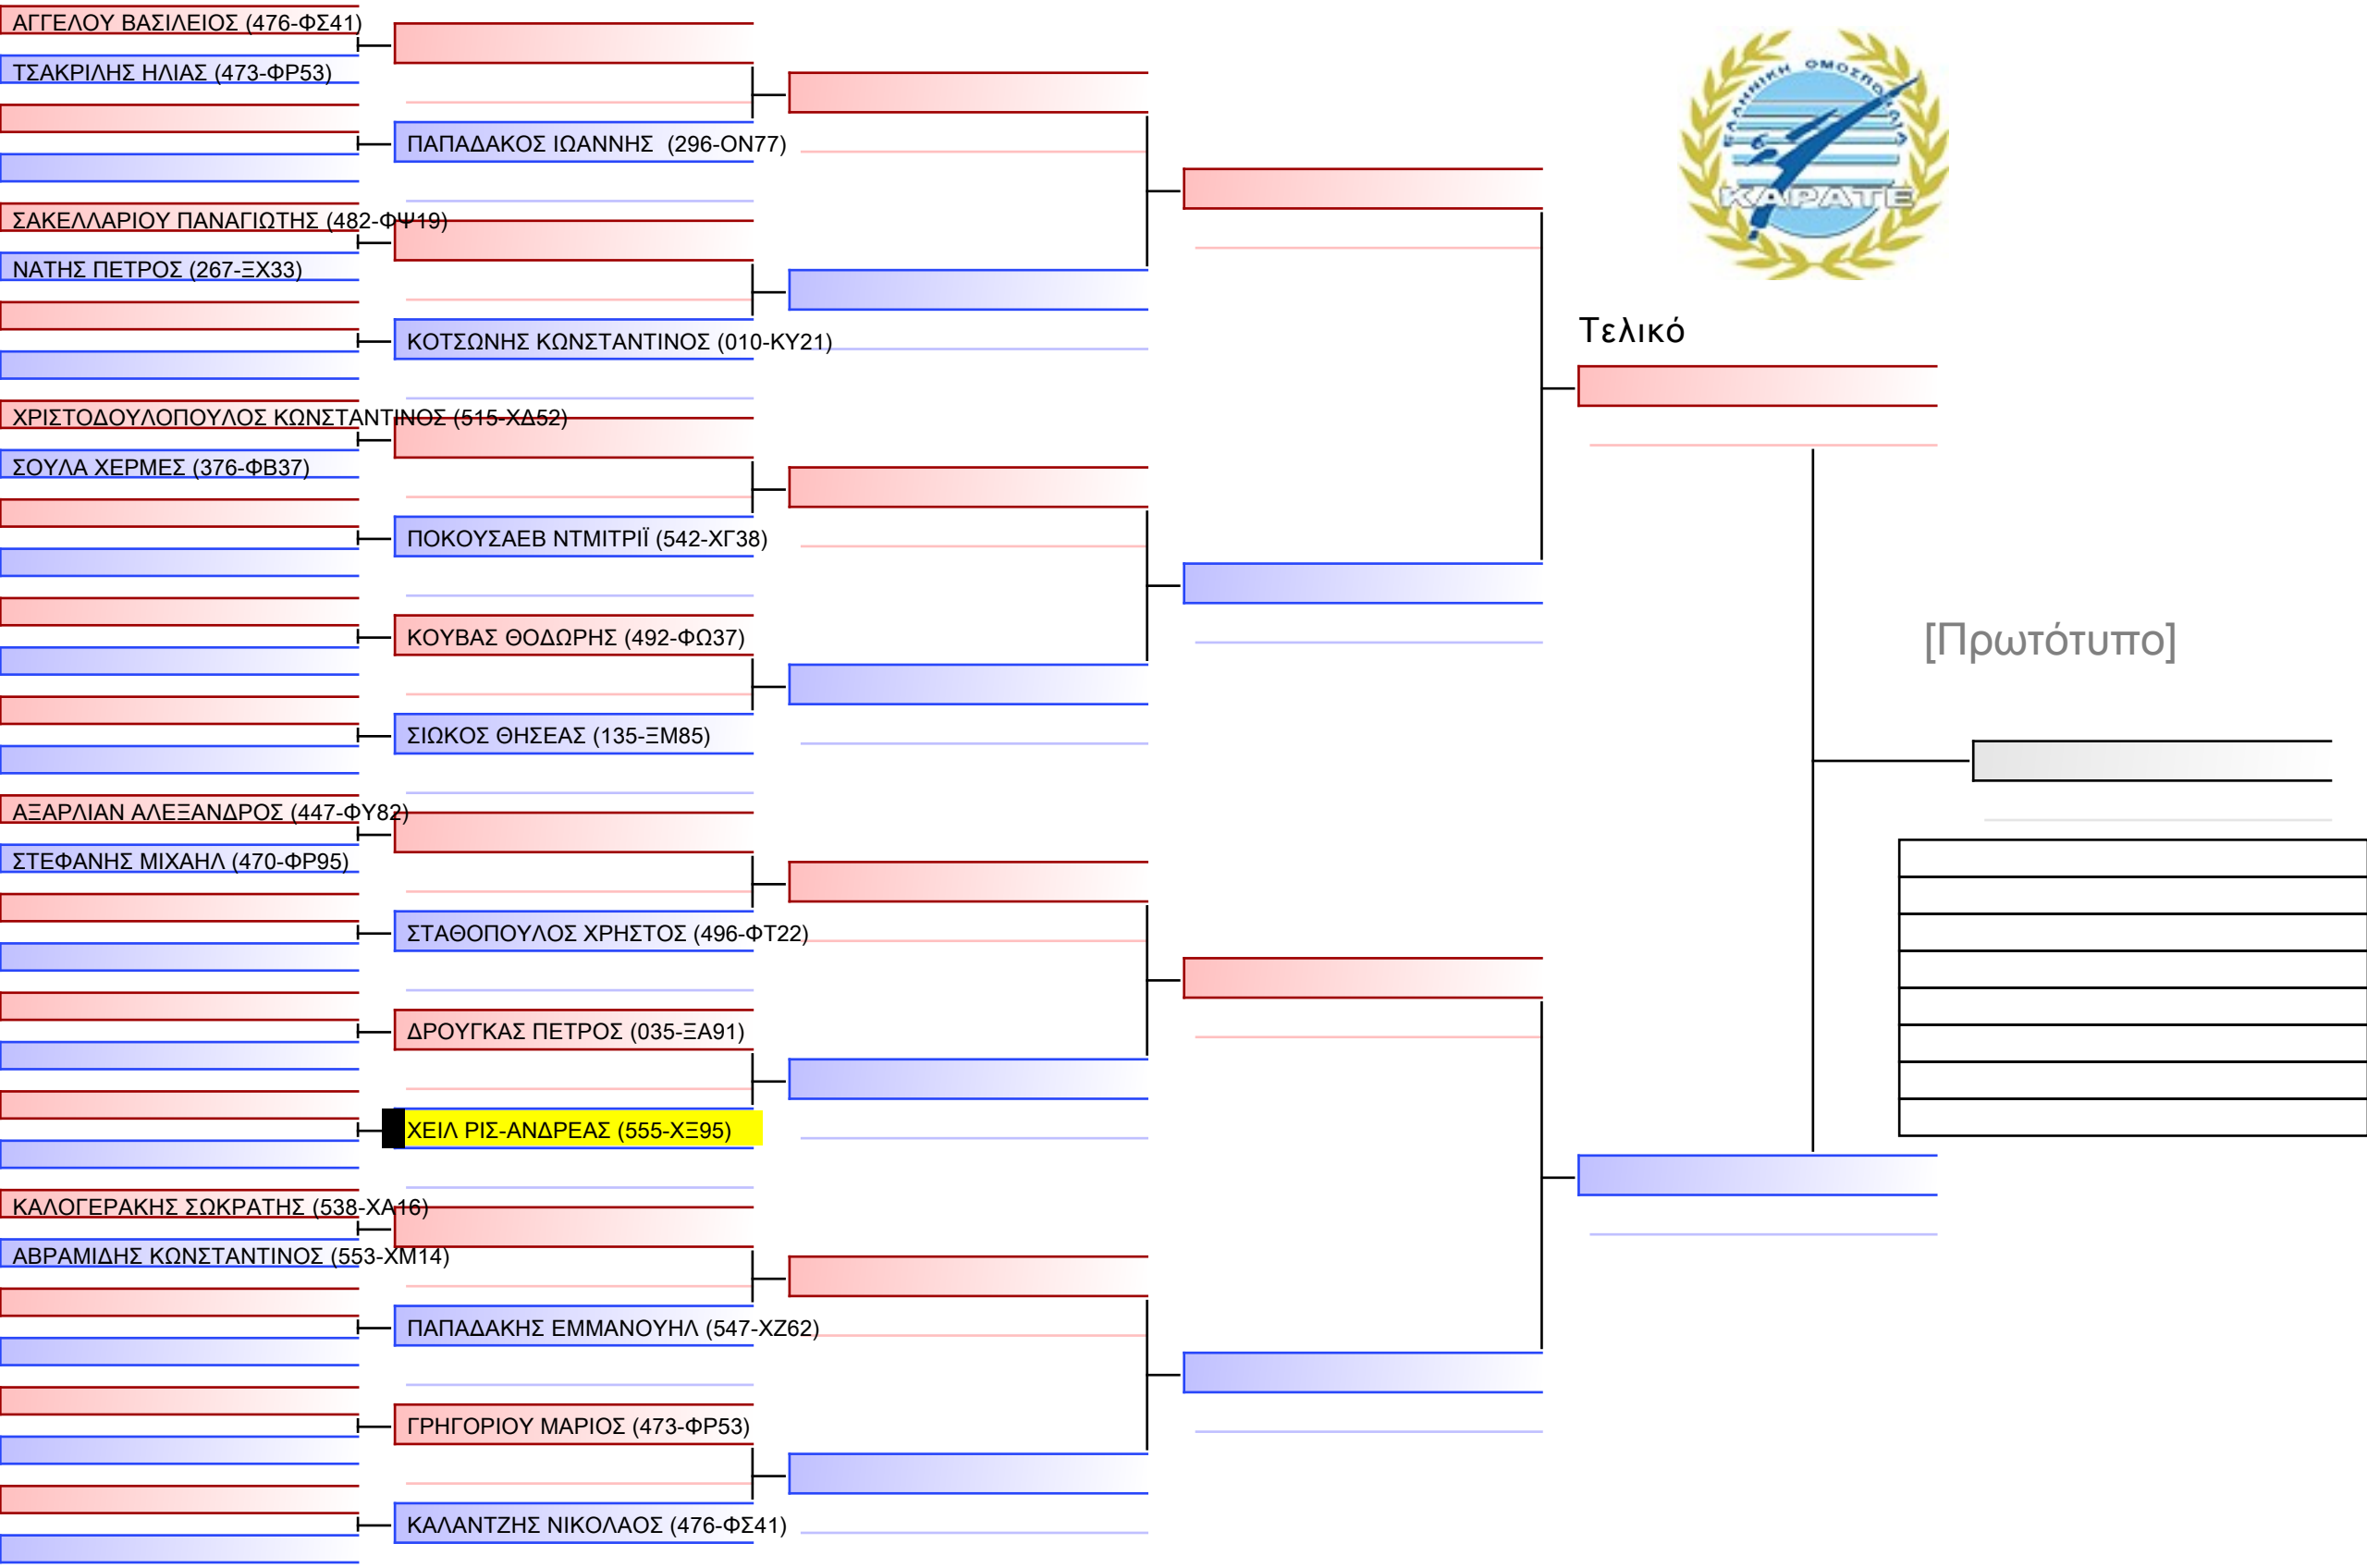 ΑΓΓΕΛΟΥ ΒΑΣΙΛΕΙΟΣ (476-ΦΣ41)
ΤΣΑΚΡΙΛΗΣ ΗΛΙΑΣ (473-ΦΡ53)
ΠΑΠΑΔΑΚΟΣ ΙΩΑΝΝΗΣ (296-ΟΝ77)
ΣΑΚΕΛΛΑΡΙΟΥ ΠΑΝΑΓΙΩΤΗΣ (482-ΦΨ19)
ΝΑΤΗΣ ΠΕΤΡΟΣ (267-ΞΧ33)
ΚΟΤΣΩΝΗΣ ΚΩΝΣΤΑΝΤΙΝΟΣ (010-ΚΥ21)
ΧΡΙΣΤΟΔΟΥΛΟΠΟΥΛΟΣ ΚΩΝΣΤΑΝΤΙΝΟΣ (515-ΧΔ52)
ΣΟΥΛΑ ΧΕΡΜΕΣ (376-ΦΒ37)
ΠΟΚΟΥΣΑΕΒ ΝΤΜΙΤΡΙΪ (542-ΧΓ38)
ΚΟΥΒΑΣ ΘΟΔΩΡΗΣ (492-ΦΩ37)
ΣΙΩΚΟΣ ΘΗΣΕΑΣ (135-ΞΜ85)
ΑΞΑΡΛΙΑΝ ΑΛΕΞΑΝΔΡΟΣ (447-ΦΥ82)
ΣΤΕΦΑΝΗΣ ΜΙΧΑΗΛ (470-ΦΡ95)
ΣΤΑΘΟΠΟΥΛΟΣ ΧΡΗΣΤΟΣ (496-ΦΤ22)
ΔΡΟΥΓΚΑΣ ΠΕΤΡΟΣ (035-ΞΑ91)
ΧΕΙΛ ΡΙΣ-ΑΝΔΡΕΑΣ (555-ΧΞ95)
ΚΑΛΟΓΕΡΑΚΗΣ ΣΩΚΡΑΤΗΣ (538-ΧΑ16)
ΑΒΡΑΜΙΔΗΣ ΚΩΝΣΤΑΝΤΙΝΟΣ (553-ΧΜ14)
ΠΑΠΑΔΑΚΗΣ ΕΜΜΑΝΟΥΗΛ (547-ΧΖ62)
ΓΡΗΓΟΡΙΟΥ ΜΑΡΙΟΣ (473-ΦΡ53)
ΚΑΛΑΝΤΖΗΣ ΝΙΚΟΛΑΟΣ (476-ΦΣ41)
ΕΛΛΗΝΙΚΗ ΟΜΟΣΠΟΝΔΙΑ
ΚΑΡΑΤΕ
Τελικό
[Πρωτότυπο]